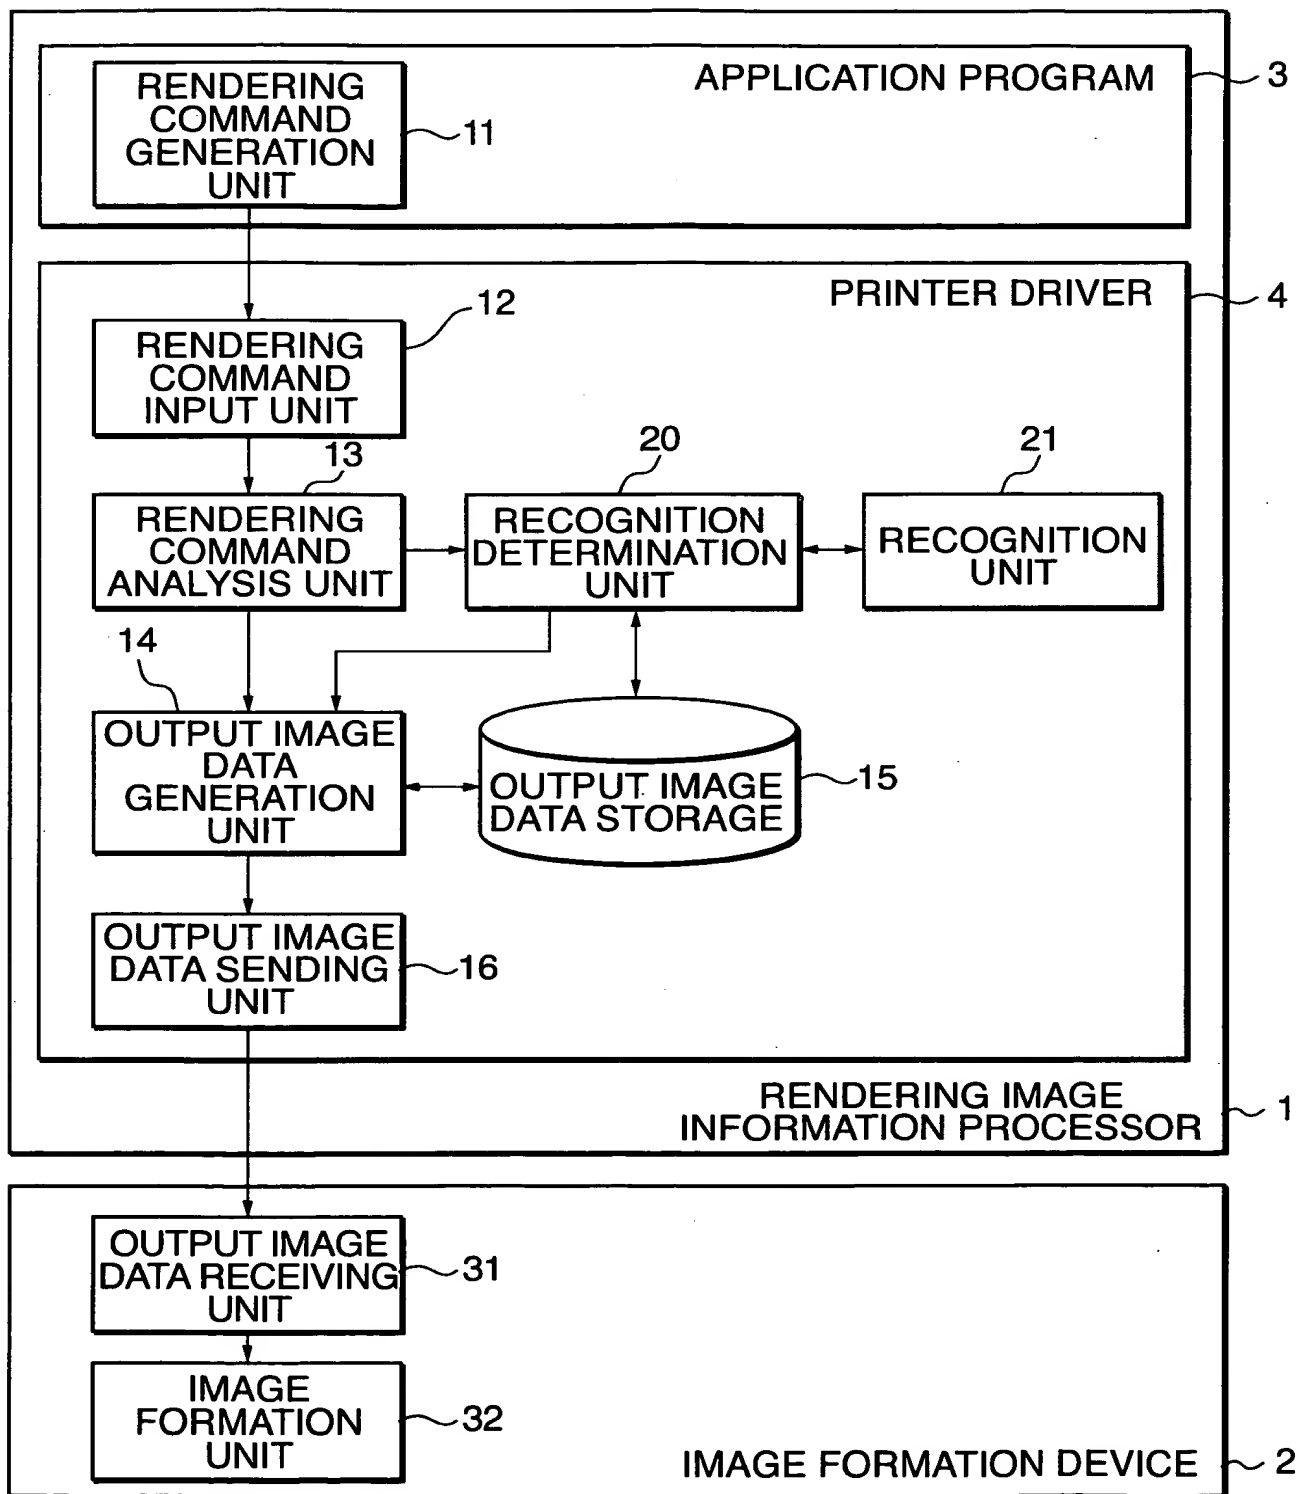 APPLICATION PROGRAM
3
RENDERING
COMMAND
GENERATION
UNIT
11
PRINTER DRIVER
4
12
RENDERING
COMMAND
INPUT UNIT
13
20
21
RENDERING
COMMAND
ANALYSIS UNIT
RECOGNITION
DETERMINATION
UNIT
RECOGNITION
UNIT
14
OUTPUT IMAGE
DATA
GENERATION
UNIT
OUTPUT IMAGE
DATA STORAGE
15
OUTPUT IMAGE
DATA SENDING
UNIT
16
RENDERING IMAGE
INFORMATION PROCESSOR
1
OUTPUT IMAGE
DATA RECEIVING
UNIT
31
IMAGE
FORMATION
UNIT
32
IMAGE FORMATION DEVICE
2